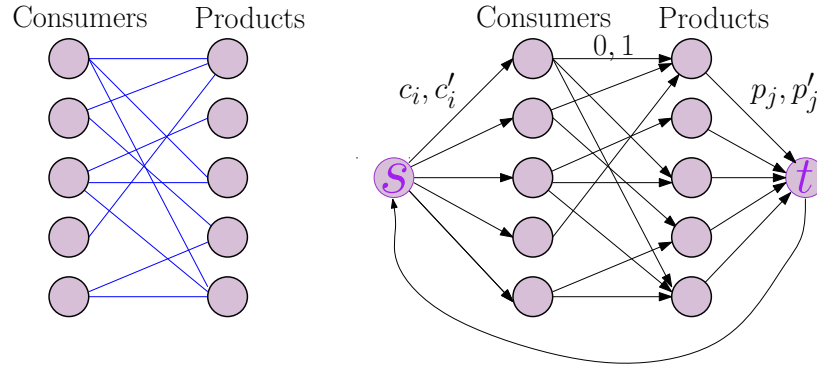 Consumers Products
Consumers Products
0, 1
c_i, c'_i
p_j, p'_j
s
t